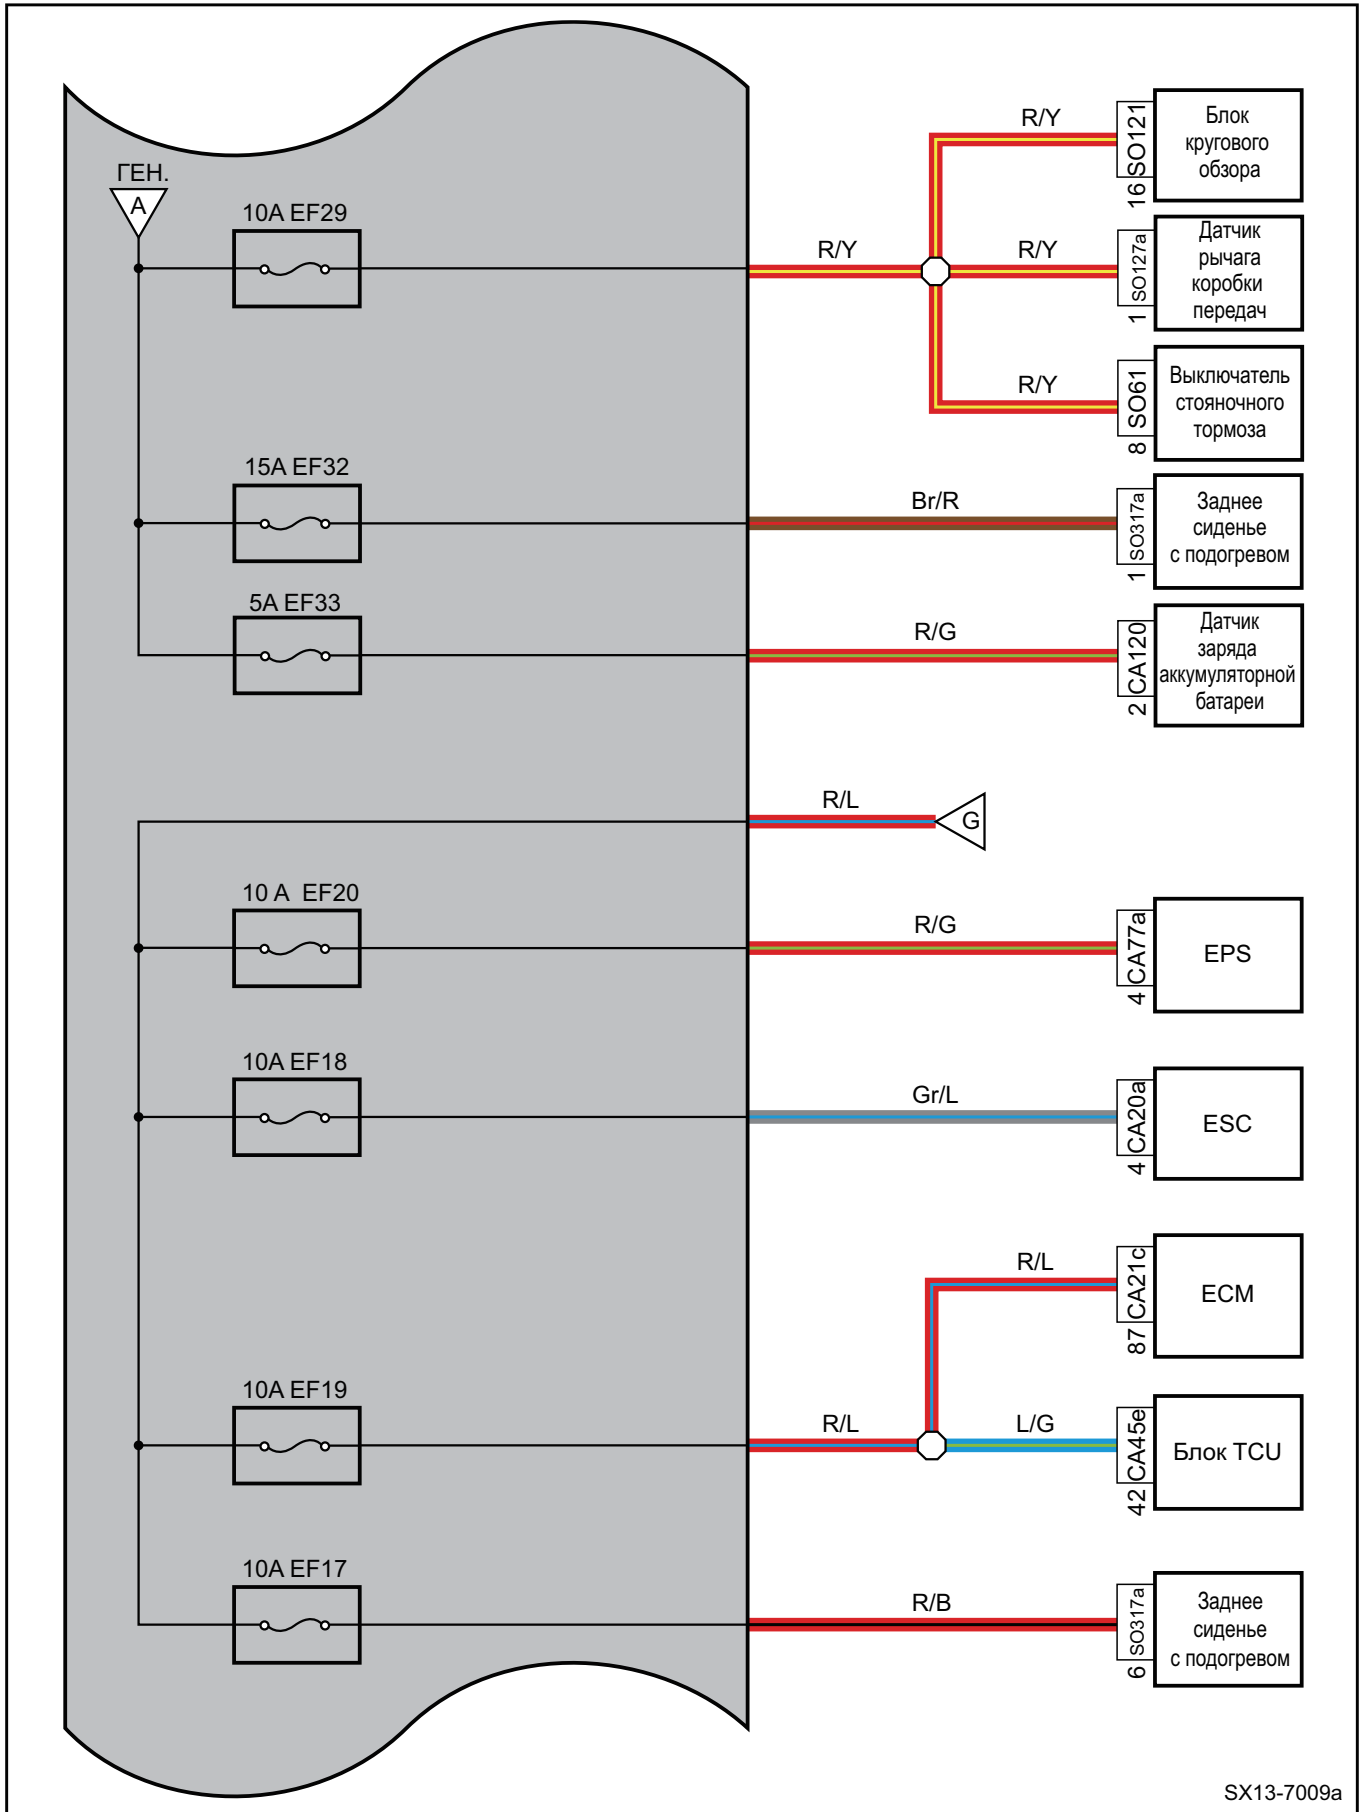 ГЕН.
A
10A EF29
R/Y
R/Y
R/Y
R/Y
16 SO121
Блок
кругового
обзора
1 SO127a
Датчик
рычага
коробки
передач
8 SO61
Выключатель
стояночного
тормоза
15A EF32
Br/R
1 SO317a
Заднее
сиденье
с подогревом
5A EF33
R/G
2 CA120
Датчик
заряда
аккумуляторной
батареи
R/L
G
10 A EF20
R/G
4 CA77a
EPS
10A EF18
Gr/L
4 CA20a
ESC
R/L
87 CA21c
ECM
10A EF19
R/L
L/G
42 CA45e
Блок TCU
10A EF17
R/B
6 SO317a
Заднее
сиденье
с подогревом
SX13-7009a